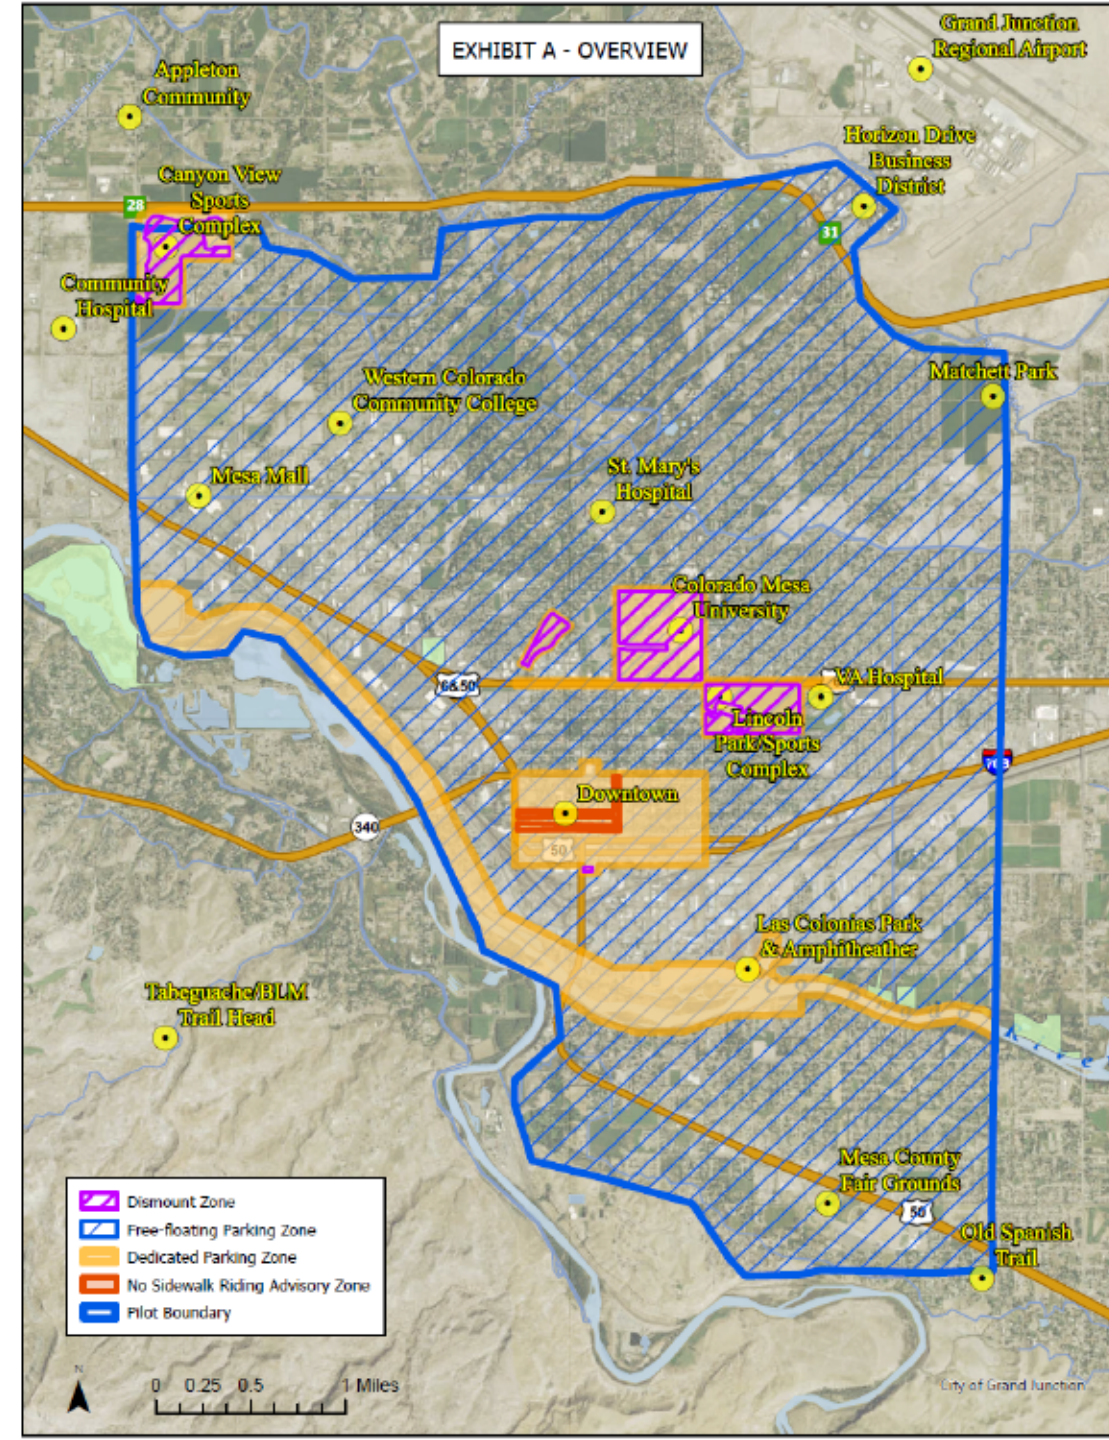 EXHIBIT A - OVERVIEW
Grand Junction
Regional Airport
Appleton
Community
Horizon Drive
Business
District
Canyon View
Sports
Complex
28
31
Community
Hospital
Matchett Park
Western Colorado
Community College
Mesa Mall
St. Mary's
Hospital
Colorado Mesa
University
6&50
VA Hospital
Lincoln
Park/Sports
Complex
Downtown
340
50
Las Colonias Park
& Amphitheather
Tabeguache/BLM
Trail Head
Mesa County
Fair Grounds
50
Old Spanish
Trail
Dismount Zone
Free-floating Parking Zone
Dedicated Parking Zone
No Sidewalk Riding Advisory Zone
Pilot Boundary
N
0 0.25 0.5 1 Miles
City of Grand Junction